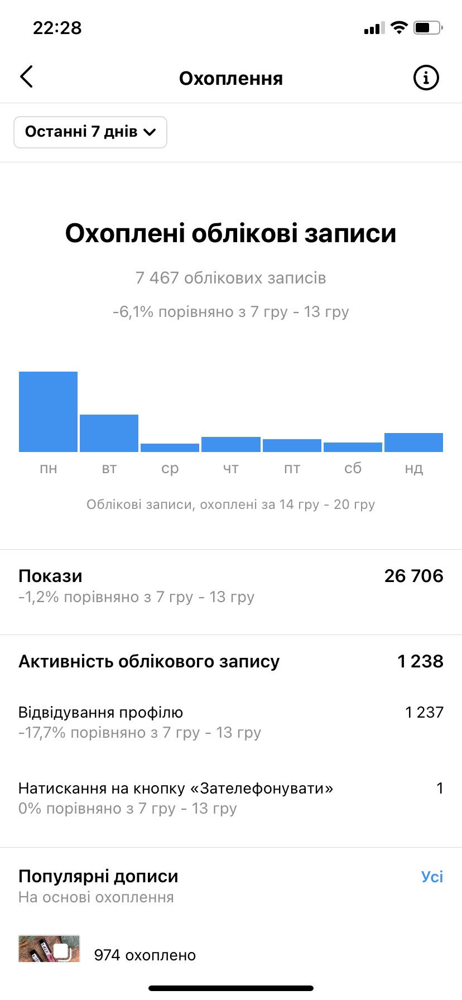 22:28
Охоплення
Останні 7 днів
Охоплені облікові записи
7 467 облікових записів
-6,1% порівняно з 7 гру - 13 гру
пн вт ср чт пт сб нд
Облікові записи, охоплені за 14 гру - 20 гру
Покази 26 706
-1,2% порівняно з 7 гру - 13 гру
Активність облікового запису 1 238
Відвідування профілю 1 237
-17,7% порівняно з 7 гру - 13 гру
Натискання на кнопку «Зателефонувати» 1
0% порівняно з 7 гру - 13 гру
Популярні дописи Усі
На основі охоплення
974 охоплено